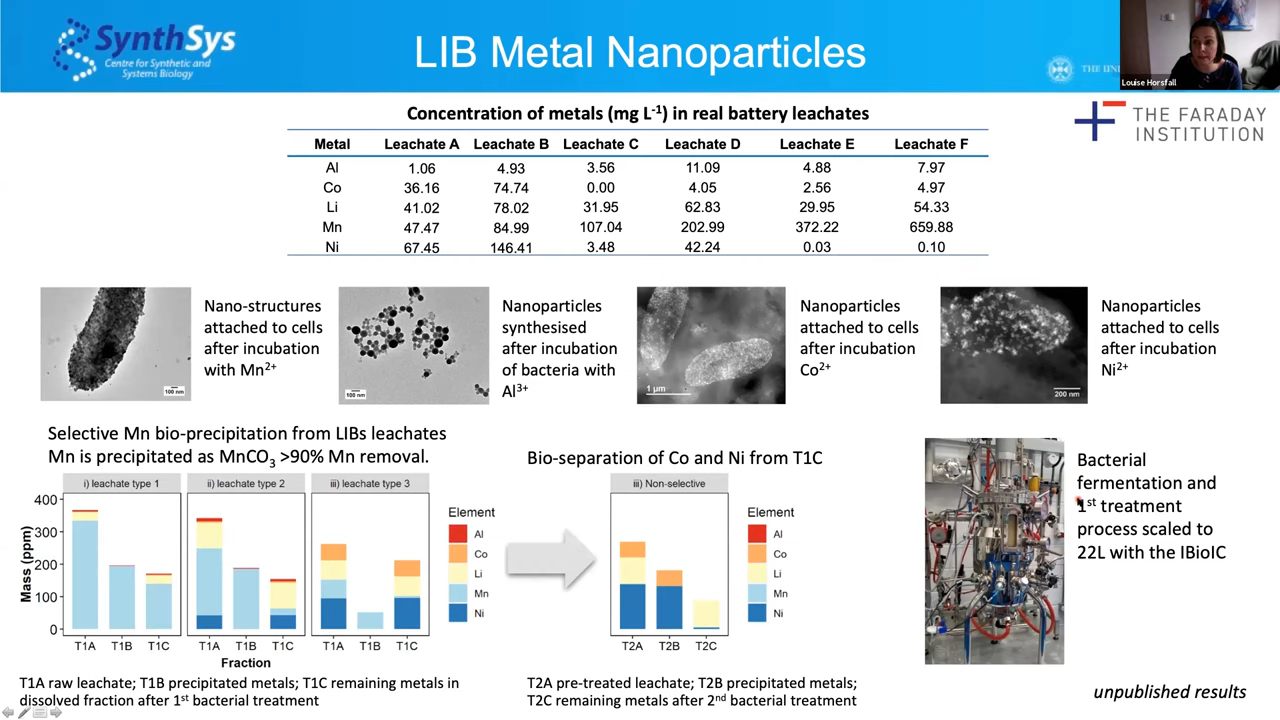 SynthSys
Centre for Synthetic and
Systems Biology
LIB Metal Nanoparticles
Louise Horsfall
THE FARADAY
INSTITUTION
Concentration of metals (mg L-1) in real battery leachates
Metal Leachate A Leachate B Leachate C Leachate D Leachate E Leachate F
Al 1.06 4.93 3.56 11.09 4.88 7.97
Co 36.16 74.74 0.00 4.05 2.56 4.97
Li 41.02 78.02 31.95 62.83 29.95 54.33
Mn 47.47 84.99 107.04 202.99 372.22 659.88
Ni 67.45 146.41 3.48 42.24 0.03 0.10
100 nm
Nano-structures
attached to cells
after incubation
with Mn2+
100 nm
Nanoparticles
synthesised
after incubation
of bacteria with
Al3+
1 μm
Nanoparticles
attached to cells
after incubation
Co2+
200 nm
Nanoparticles
attached to cells
after incubation
Ni2+
Selective Mn bio-precipitation from LIBs leachates
Mn is precipitated as MnCO3 >90% Mn removal.
i) leachate type 1 ii) leachate type 2 iii) leachate type 3
Mass (ppm)
400
300
200
100
0
T1A T1B T1C T1A T1B T1C T1A T1B T1C
Fraction
Element
Al
Co
Li
Mn
Ni
T1A raw leachate; T1B precipitated metals; T1C remaining metals in
dissolved fraction after 1st bacterial treatment
Bio-separation of Co and Ni from T1C
iii) Non-selective
T2A T2B T2C
Element
Al
Co
Li
Mn
Ni
T2A pre-treated leachate; T2B precipitated metals;
T2C remaining metals after 2nd bacterial treatment
Bacterial
fermentation and
1st treatment
process scaled to
22L with the IBioIC
unpublished results